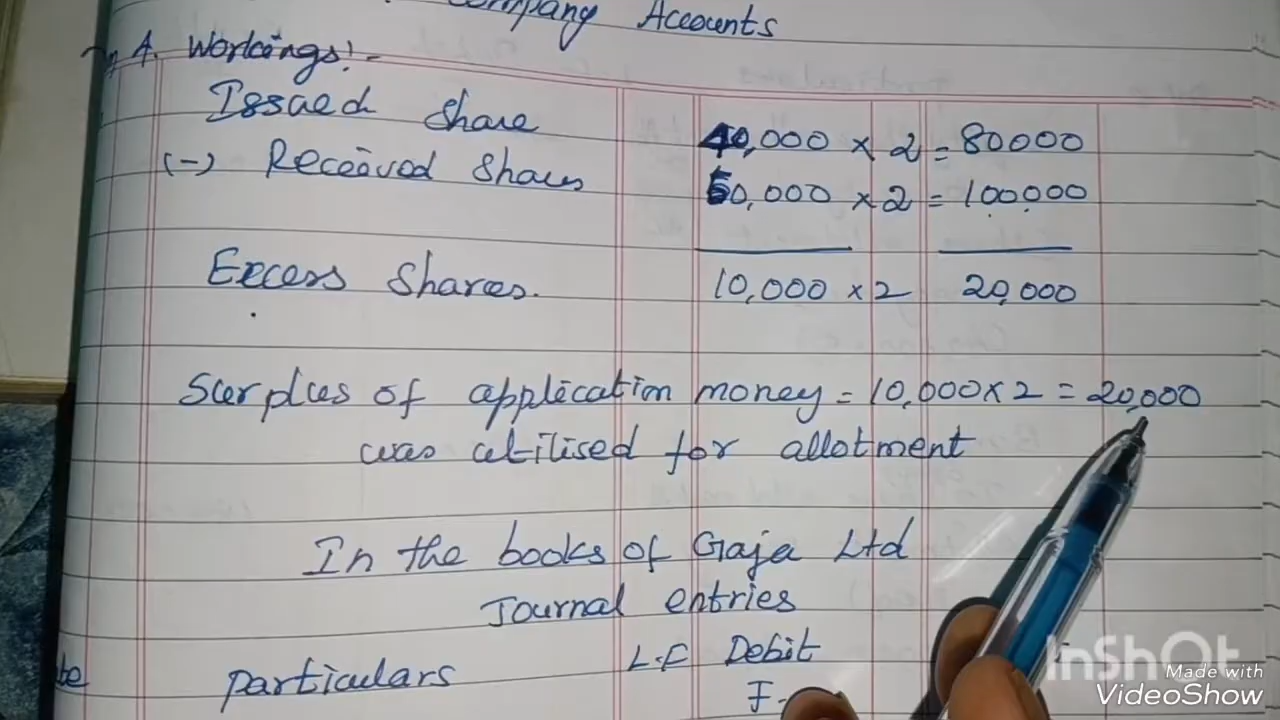 Company Accounts
A. Workings:-
Issued Share 40,000 × 2 = 80000
(-) Received Shares 50,000 × 2 = 100,000
Excess Shares. 10,000 × 2 20,000
Surplus of application money = 10,000 × 2 = 20,000
was utilised for allotment
In the books of Gaja Ltd
Journal entries
Particulars L.F Debit
InShOt
Made with
VideoShow